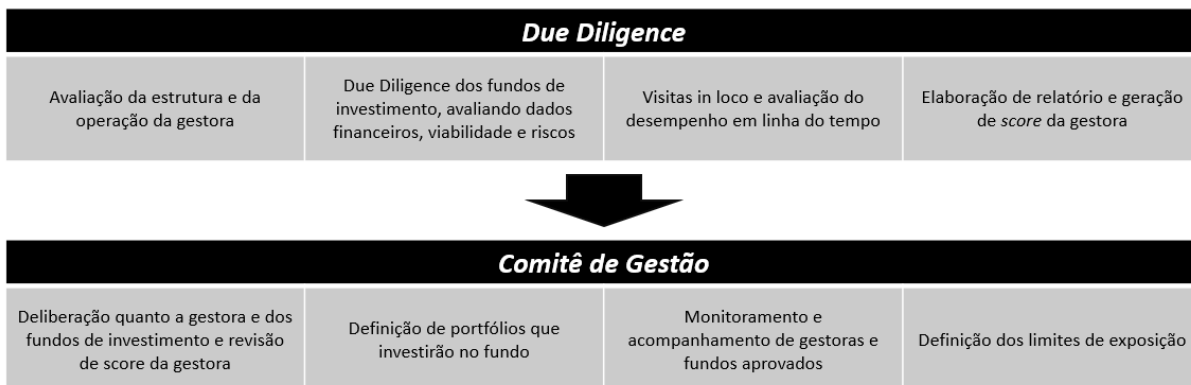 Due Diligence
Avaliação da estrutura e da
operação da gestora
Due Diligence dos fundos de
investimento, avaliando dados
financeiros, viabilidade e riscos
Visitas in loco e avaliação do
desempenho em linha do tempo
Elaboração de relatório e geração
de score da gestora
Comitê de Gestão
Deliberação quanto a gestora e dos
fundos de investimento e revisão
de score da gestora
Definição de portfólios que
investirão no fundo
Monitoramento e
acompanhamento de gestoras e
fundos aprovados
Definição dos limites de exposição